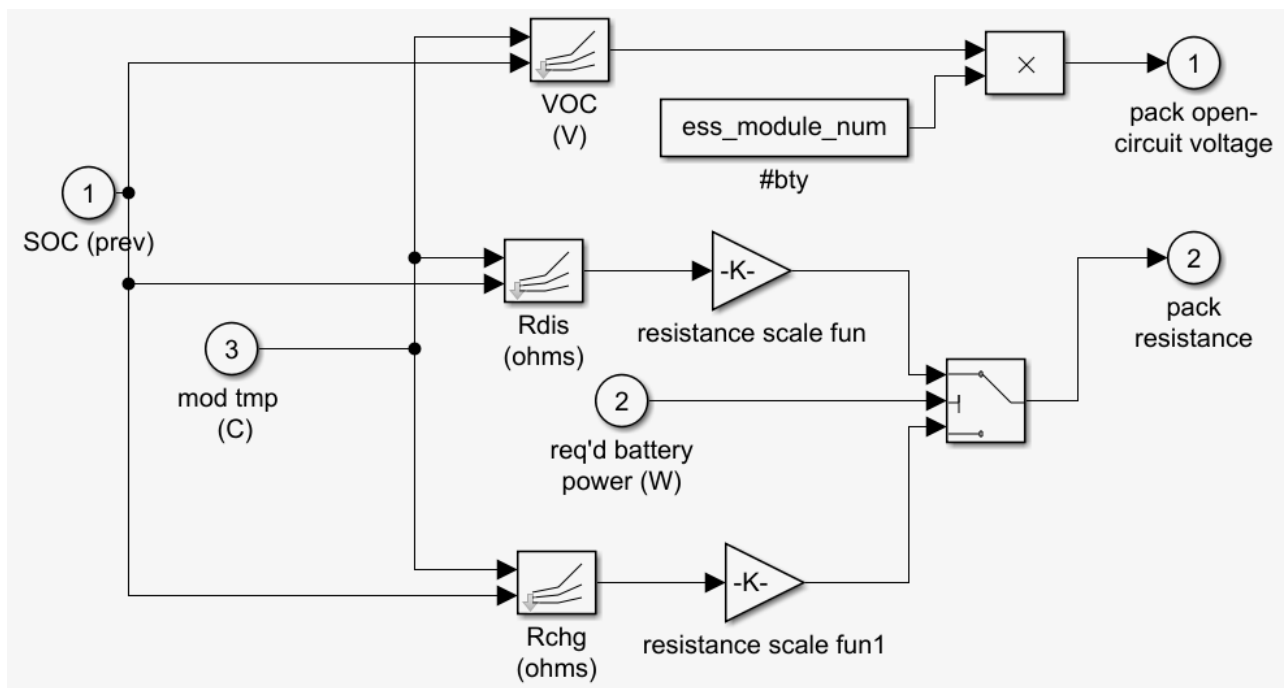 VOC
(V)
×
1
pack open-
circuit voltage
ess_module_num
#bty
1
SOC (prev)
Rdis
(ohms)
-K-
resistance scale fun
2
pack
resistance
3
mod tmp
(C)
2
req'd battery
power (W)
Rchg
(ohms)
-K-
resistance scale fun1